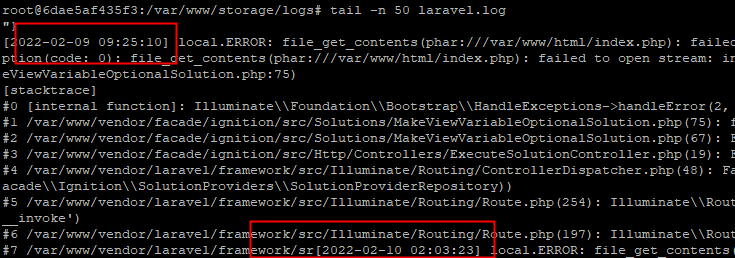 root@6dae5af435f3:/var/www/storage/logs# tail -n 50 laravel.log
"}
[2022-02-09 09:25:10] local.ERROR: file_get_contents(phar:///var/www/html/index.php): failed
ption(code: 0): file_get_contents(phar:///var/www/html/index.php): failed to open stream: in
eViewVariableOptionalSolution.php:75)
[stacktrace]
#0 [internal function]: Illuminate\\Foundation\\Bootstrap\\HandleExceptions->handleError(2,
#1 /var/www/vendor/facade/ignition/src/Solutions/MakeViewVariableOptionalSolution.php(75): f
#2 /var/www/vendor/facade/ignition/src/Solutions/MakeViewVariableOptionalSolution.php(67): F
#3 /var/www/vendor/facade/ignition/src/Http/Controllers/ExecuteSolutionController.php(19): F
#4 /var/www/vendor/laravel/framework/src/Illuminate/Routing/ControllerDispatcher.php(48): Fa
acade\\Ignition\\SolutionProviders\\SolutionProviderRepository))
#5 /var/www/vendor/laravel/framework/src/Illuminate/Routing/Route.php(254): Illuminate\\Rout
__invoke')
#6 /var/www/vendor/laravel/framework/src/Illuminate/Routing/Route.php(197): Illuminate\\Rout
#7 /var/www/vendor/laravel/framework/sr[2022-02-10 02:03:23] local.ERROR: file_get_contents(